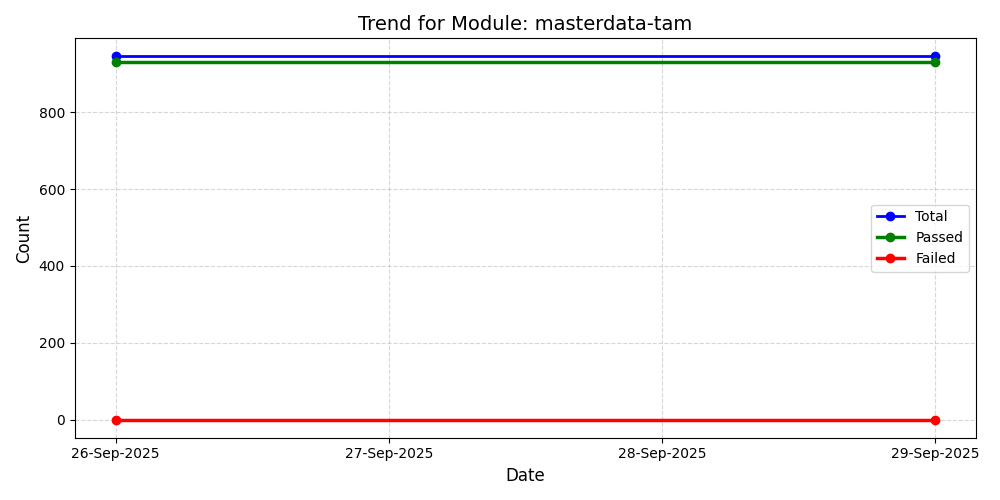 Trend for Module: masterdata-tam
Count
800
600
400
200
0
Total
Passed
Failed
26-Sep-2025
27-Sep-2025
28-Sep-2025
29-Sep-2025
Date